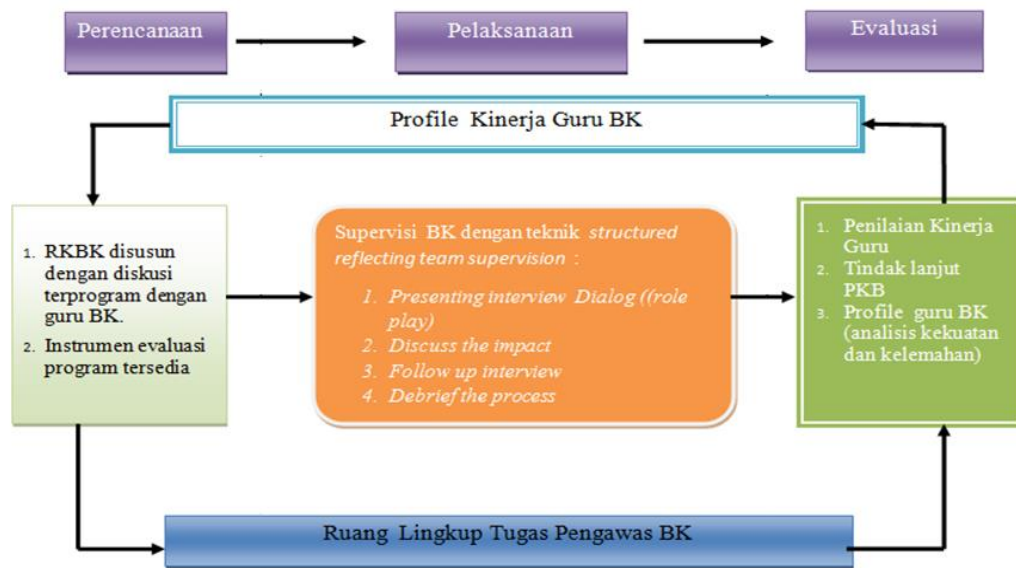 Perencanaan
Pelaksanaan
Evaluasi
Profile Kinerja Guru BK
1. RKBK disusun
dengan diskusi
terprogram dengan
guru BK.
2. Instrumen evaluasi
program tersedia
Supervisi BK dengan teknik structured
reflecting team supervision :
1. Presenting interview Dialog ((role
play)
2. Discuss the impact
3. Follow up interview
4. Debrief the process
1. Penilaian Kinerja
Guru
2. Tindak lanjut
PKB
3. Profile guru BK
(analisis kekuatan
dan kelemahan)
Ruang Lingkup Tugas Pengawas BK